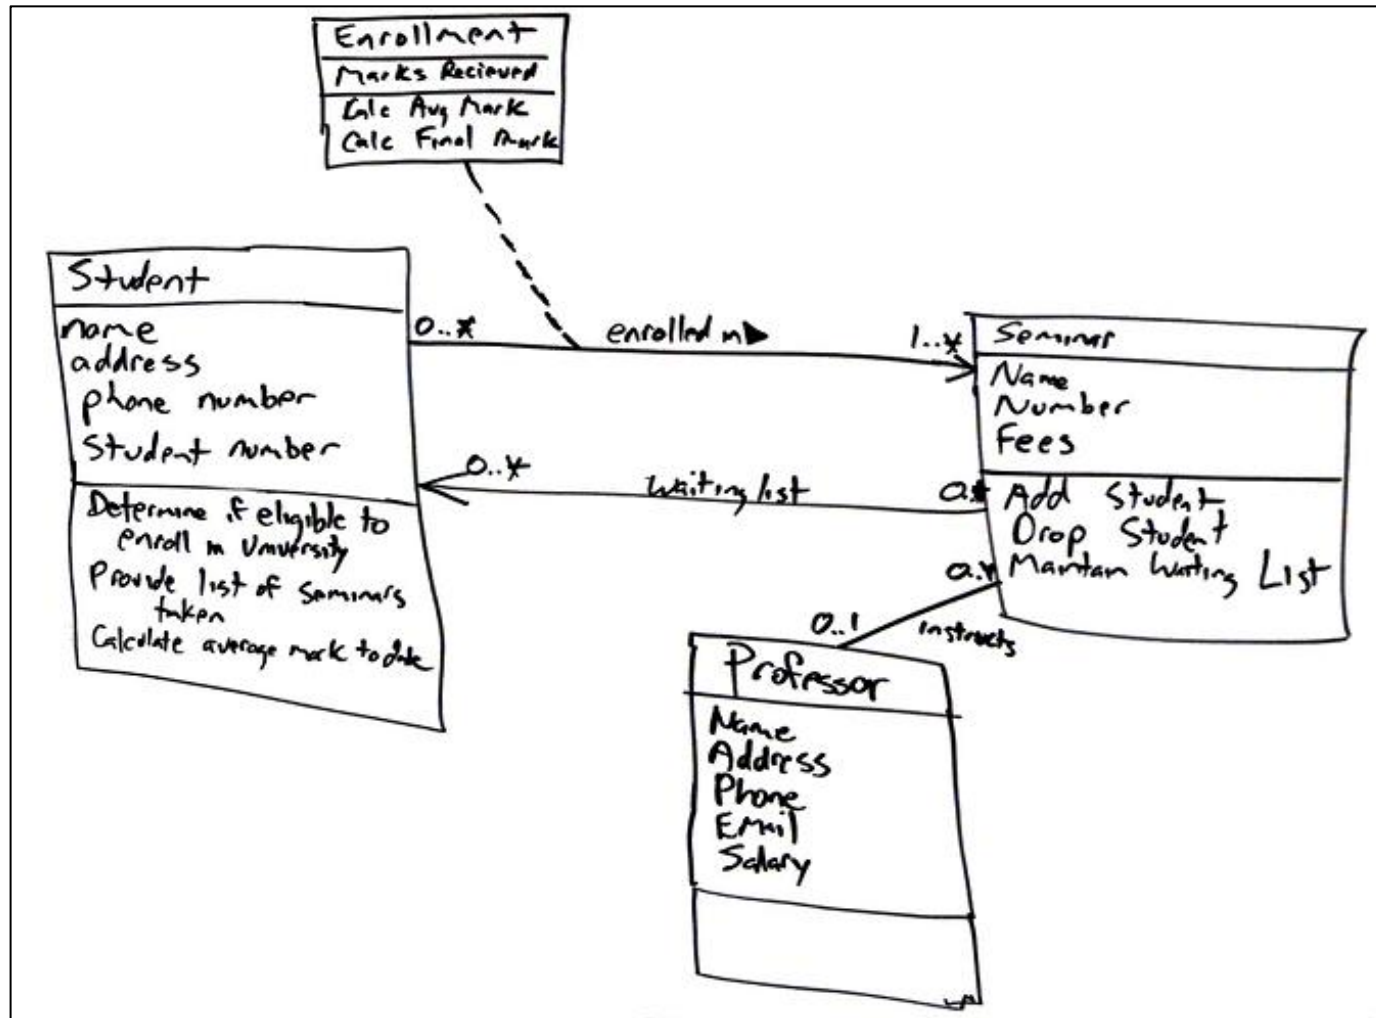 Enrollment
Marks Recieved
Calc Avg Mark
Calc Final Mark
Student
name
address
phone number
Student number
Determine if eligible to
enroll in University
Provide list of seminars
taken
Calculate average mark to date
0..*
enrolled in
1..*
0..*
Waiting list
0..*
Seminar
Name
Number
Fees
Add Student
Drop Student
Maintain Waiting List
0..*
0..1
instructs
Professor
Name
Address
Phone
Email
Salary